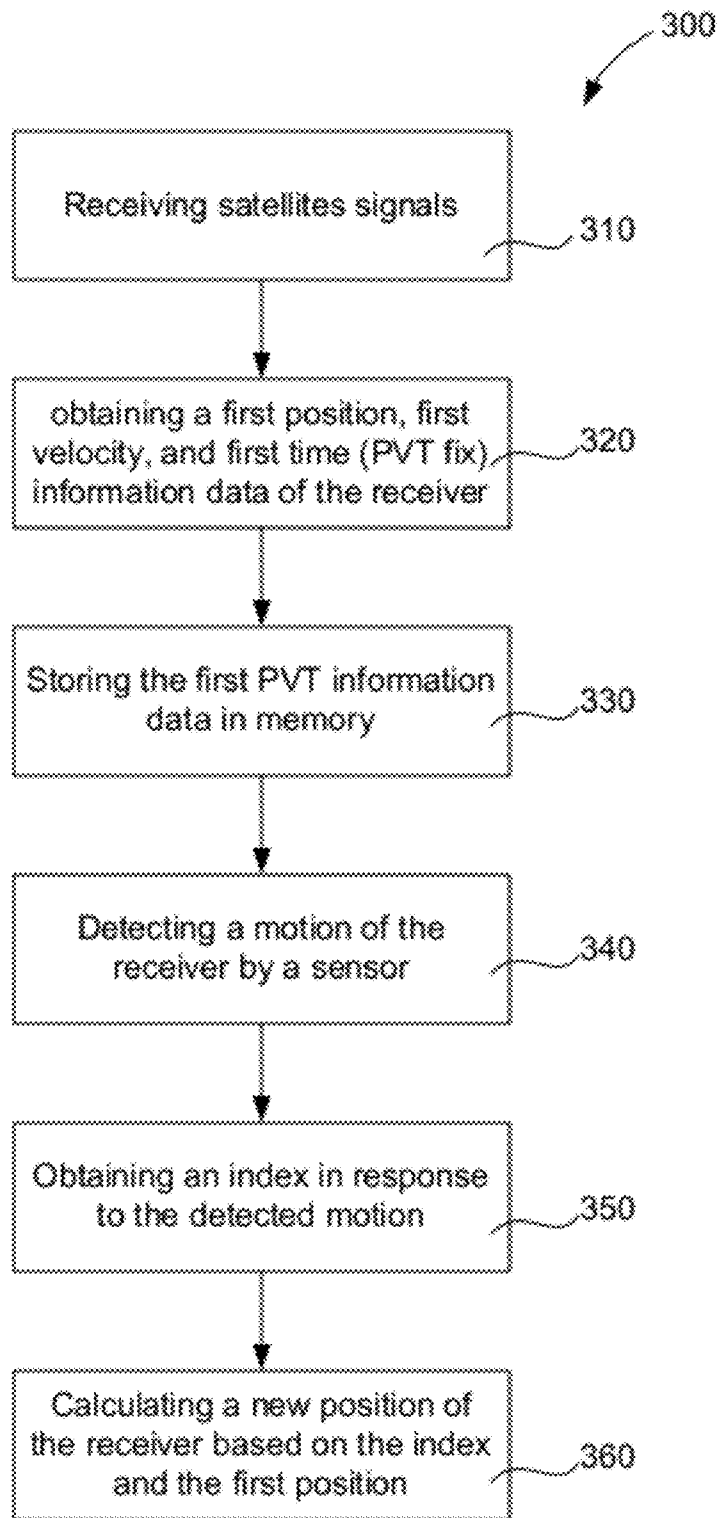 300
Receiving satellites signals
310
obtaining a first position, first
velocity, and first time (PVT fix)
information data of the receiver
320
Storing the first PVT information
data in memory
330
Detecting a motion of the
receiver by a sensor
340
Obtaining an index in response
to the detected motion
350
Calculating a new position of
the receiver based on the index
and the first position
360